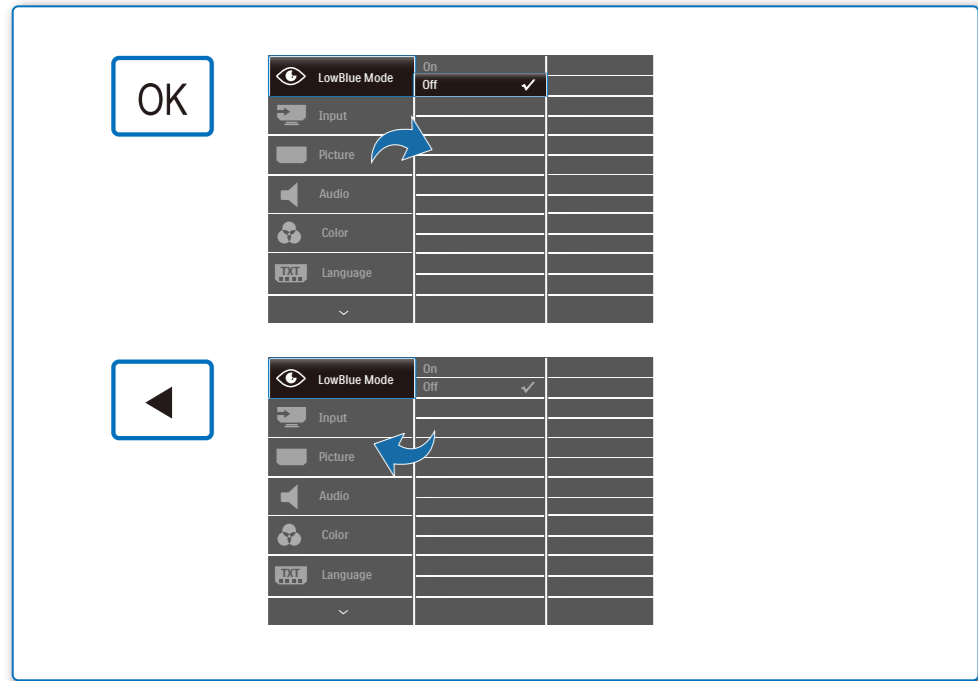 OK
LowBlue Mode
On
Off
Input
Picture
Audio
Color
TXT
Language
LowBlue Mode
On
Off
Input
Picture
Audio
Color
TXT
Language